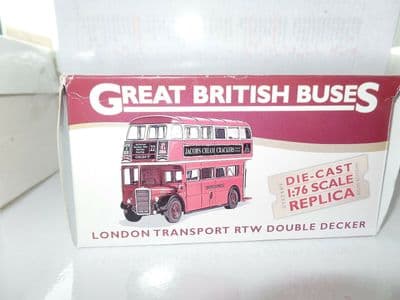 GREAT BRITISH BUSES
JACOB'S CREAM CRACKERS
DIE-CAST
1:76 SCALE
REPLICA
LONDON TRANSPORT RTW DOUBLE DECKER